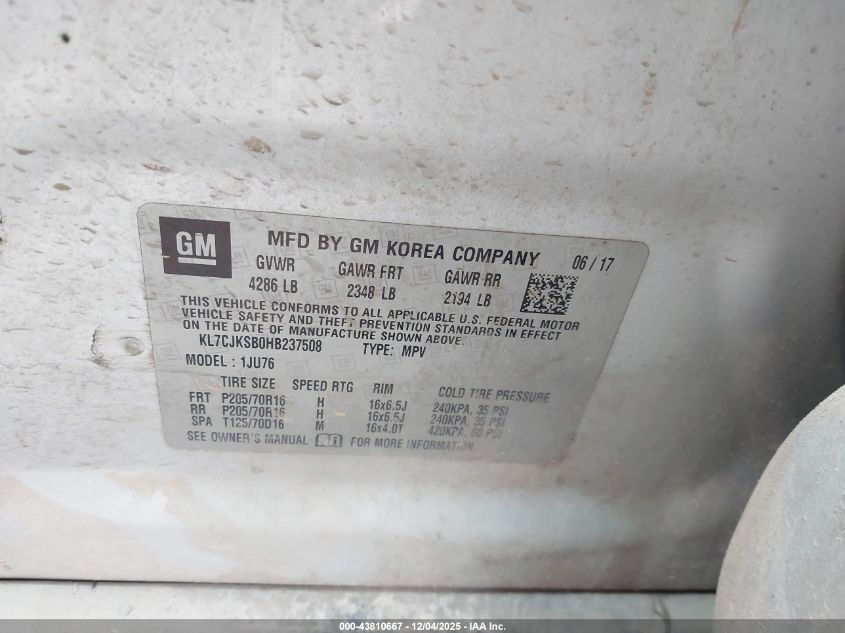 GM MFD BY GM KOREA COMPANY 06/17
GVWR GAWR FRT GAWR RR
4286 LB 2348 LB 2194 LB
THIS VEHICLE CONFORMS TO ALL APPLICABLE U.S. FEDERAL MOTOR
VEHICLE SAFETY AND THEFT PREVENTION STANDARDS IN EFFECT
ON THE DATE OF MANUFACTURE SHOWN ABOVE.
KL7CJKSB0HB237508 TYPE: MPV
MODEL : 1JU76
TIRE SIZE SPEED RTG RIM COLD TIRE PRESSURE
FRT P205/70R16 H 16x6.5J 240KPA, 35 PSI
RR P205/70R16 H 16x6.5J 240KPA, 35 PSI
SPA T125/70D16 M 16x4.0T 420KPA, 60 PSI
SEE OWNER'S MANUAL FOR MORE INFORMATION
000-43810667 - 12/04/2025 - IAA Inc.